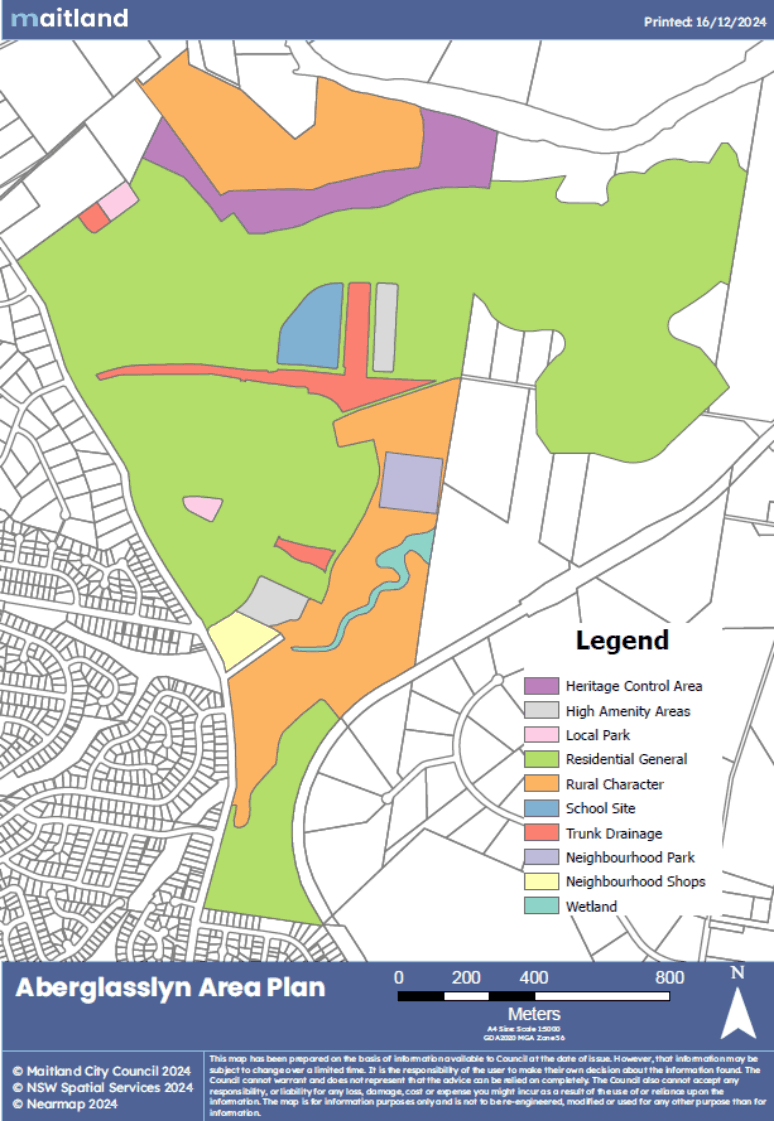 maitland
Printed: 16/12/2024
Legend
Heritage Control Area
High Amenity Areas
Local Park
Residential General
Rural Character
School Site
Trunk Drainage
Neighbourhood Park
Neighbourhood Shops
Wetland
Aberglasslyn Area Plan
0 200 400 800
Meters
A4 Size: Scale 1:5000
GDA2020 MGA Zone56
N
© Maitland City Council 2024
© NSW Spatial Services 2024
© Nearmap 2024
This map has been prepared on the basis of information available to Council at the date of issue. However, that information may be
subject to change over a limited time. It is the responsibility of the user to make their own decision about the information found. The
Council cannot warrant and does not represent that the advice can be relied on completely. The Council also cannot accept any
responsibility, or liability for any loss, damage, cost or expense you might incur as a result of the use of or reliance upon the
information. The map is for information purposes only and is not to be re-engineered, modified or used for any other purpose than for
information.